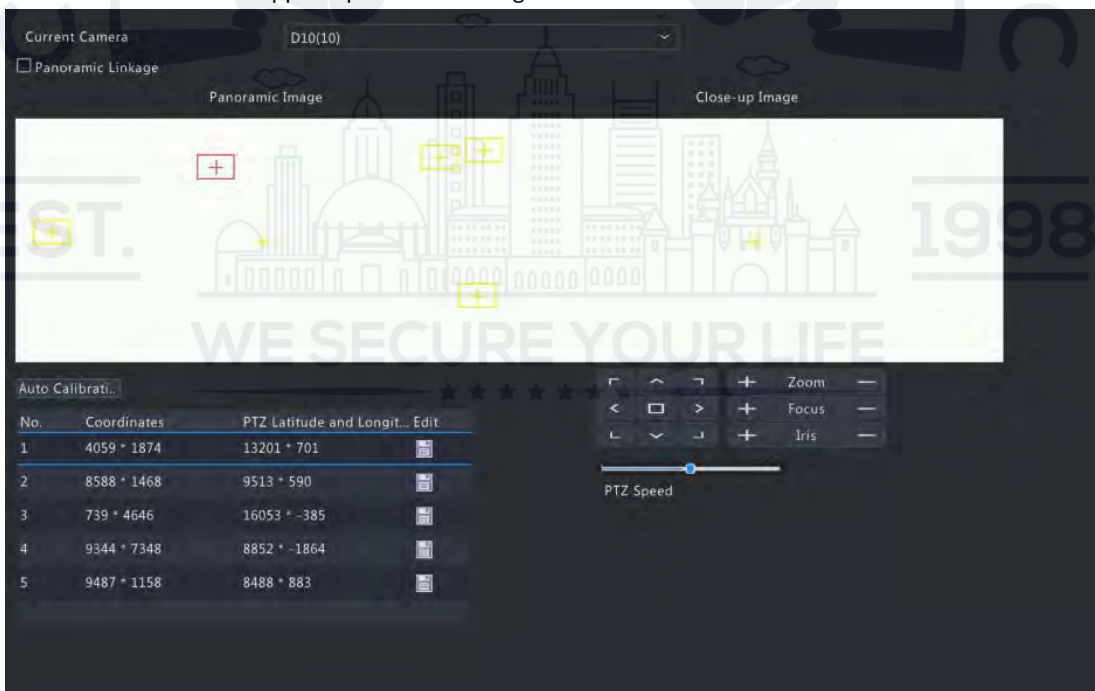 Current Camera D10(10)
Panoramic Linkage
Panoramic Image Close-up Image
EST. 1998
WE SECURE YOUR LIFE
Auto Calibrati..
Zoom
No. Coordinates PTZ Latitude and Longit... Edit
Focus
1 4059 * 1874 13201 * 701
Iris
2 8588 * 1468 9513 * 590
PTZ Speed
3 739 * 4646 16053 * -385
4 9344 * 7348 8852 * -1864
5 9487 * 1158 8488 * 883